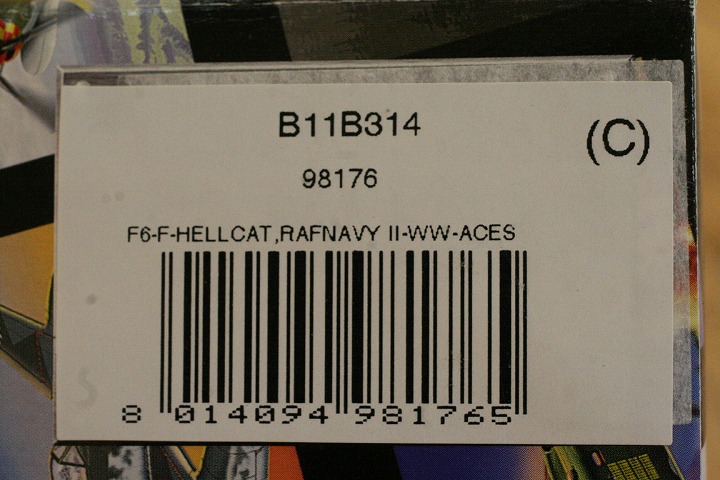 B11B314
(C)
98176
F6-F-HELLCAT,RAFNAVY II-WW-ACES
8 014094 981765